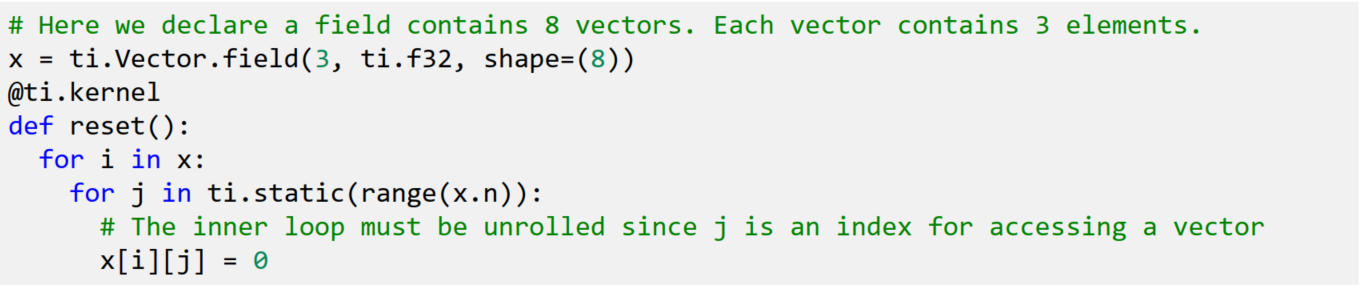 # Here we declare a field contains 8 vectors. Each vector contains 3 elements.
x = ti.Vector.field(3, ti.f32, shape=(8))
@ti.kernel
def reset():
  for i in x:
    for j in ti.static(range(x.n)):
      # The inner loop must be unrolled since j is an index for accessing a vector
      x[i][j] = 0